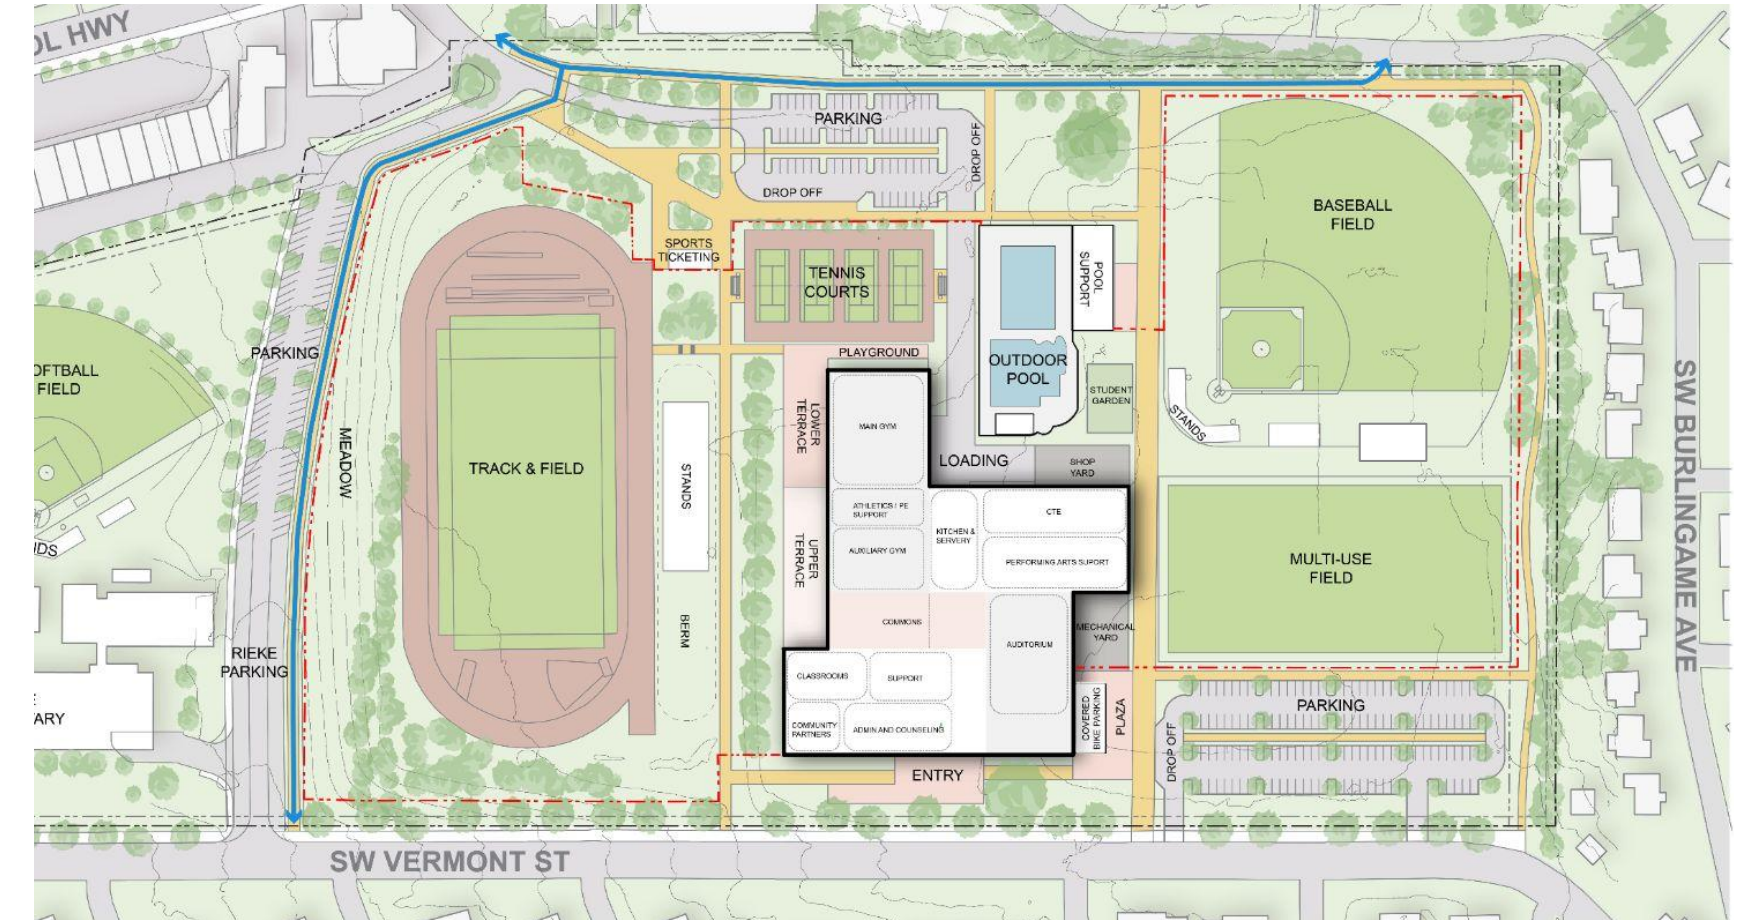 OL HWY
PARKING
DROP OFF
DROP OFF
SPORTS
TICKETING
TENNIS
COURTS
POOL
SUPPORT
BASEBALL
FIELD
OUTDOOR
POOL
STUDENT
GARDEN
PLAYGROUND
PARKING
OFTBALL
FIELD
MEADOW
TRACK & FIELD
STANDS
LOWER
TERRACE
MAIN GYM
LOADING
SHOP
YARD
STANDS
SW BURLINGAME AVE
ATHLETICS / PE
SUPPORT
KITCHEN &
SERVERY
CTE
UPPER
TERRACE
AUXILIARY GYM
PERFORMING ARTS SUPORT
MULTI-USE
FIELD
NDS
BERM
COMMONS
AUDITORIUM
MECHANICAL
YARD
RIEKE
PARKING
CLASSROOMS
SUPPORT
COMMUNITY
PARTNERS
ADMIN AND COUNSELING
COVERED
BIKE PARKING
PLAZA
PARKING
DROP OFF
E
ARY
ENTRY
SW VERMONT ST